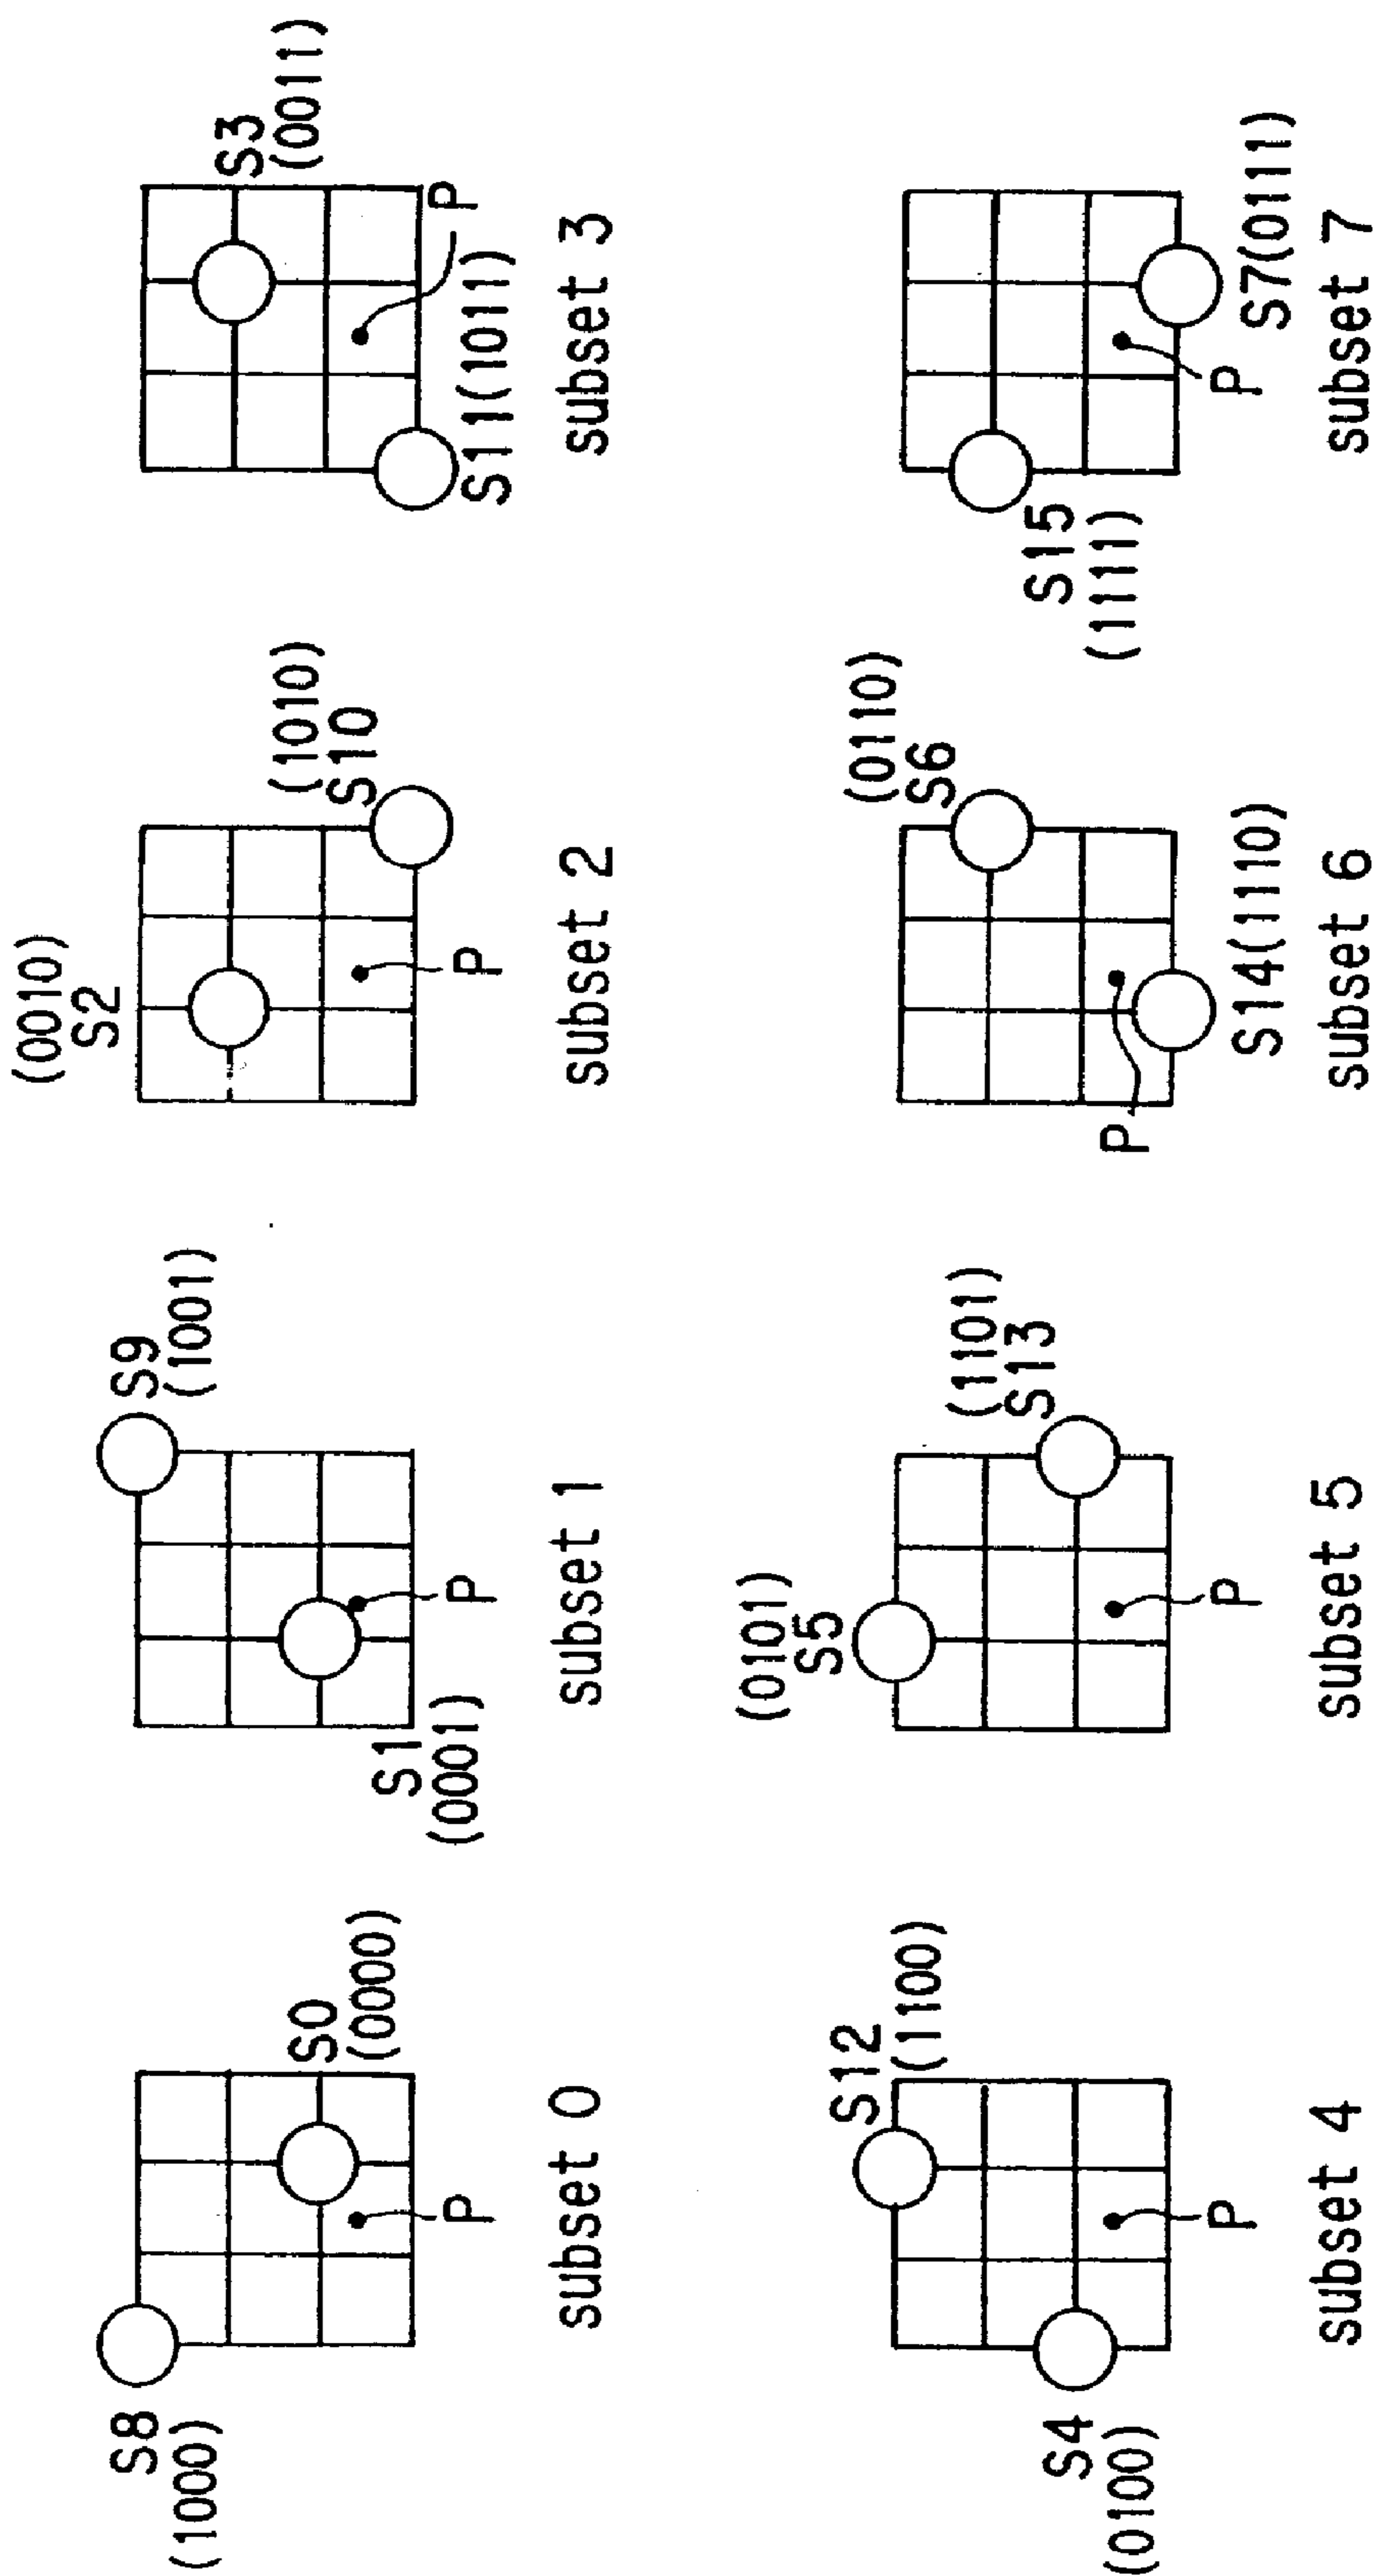 S8
(1000)
S0
(0000)
P
subset 0
S9
(1001)
S1
(0001)
P
subset 1
(0010)
S2
(1010)
S10
P
subset 2
S3
(0011)
P
S11(1011)
subset 3
S12
(1100)
S4
(0100)
P
subset 4
(0101)
S5
(1101)
S13
P
subset 5
(0110)
S6
P
S14(1110)
subset 6
S15
(1111)
P
S7(0111)
subset 7